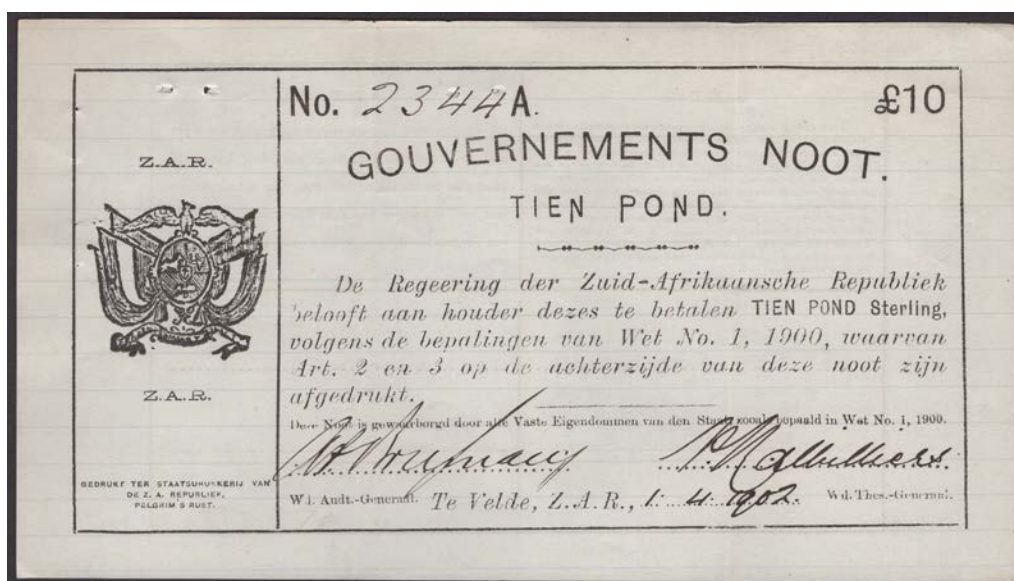 No. 2344 A.
£10
GOUVERNEMENTS NOOT.
TIEN POND.
De Regeering der Zuid-Afrikaansche Republiek
belooft aan houder dezes te betalen TIEN POND Sterling,
volgens de bepalingen van Wet No. 1, 1900, waarvan
Art. 2 en 3 op de achterzijde van deze noot zijn
afgedrukt.
Deze Noot is gewaarborgd door alle Vaste Eigendommen van den Staat zooals bepaald in Wet No. 1, 1900.
Wd. Audt.-Generaal. Te Velde, Z.A.R., 1. 4. 1902. Wd. Thes.-Generaal.
Z.A.R.
Z.A.R.
GEDRUKT TER STAATSDRUKKERIJ VAN
DE Z. A. REPUBLIEK,
PELGRIM S RUST.